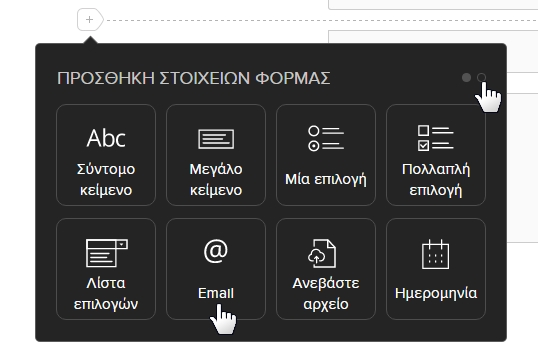 ΠΡΟΣΘΗΚΗ ΣΤΟΙΧΕΙΩΝ ΦΟΡΜΑΣ
Abc
Σύντομο
κείμενο
Μεγάλο
κείμενο
Μία επιλογή
Πολλαπλή
επιλογή
Λίστα
επιλογών
@
Email
Ανεβάστε
αρχείο
Ημερομηνία